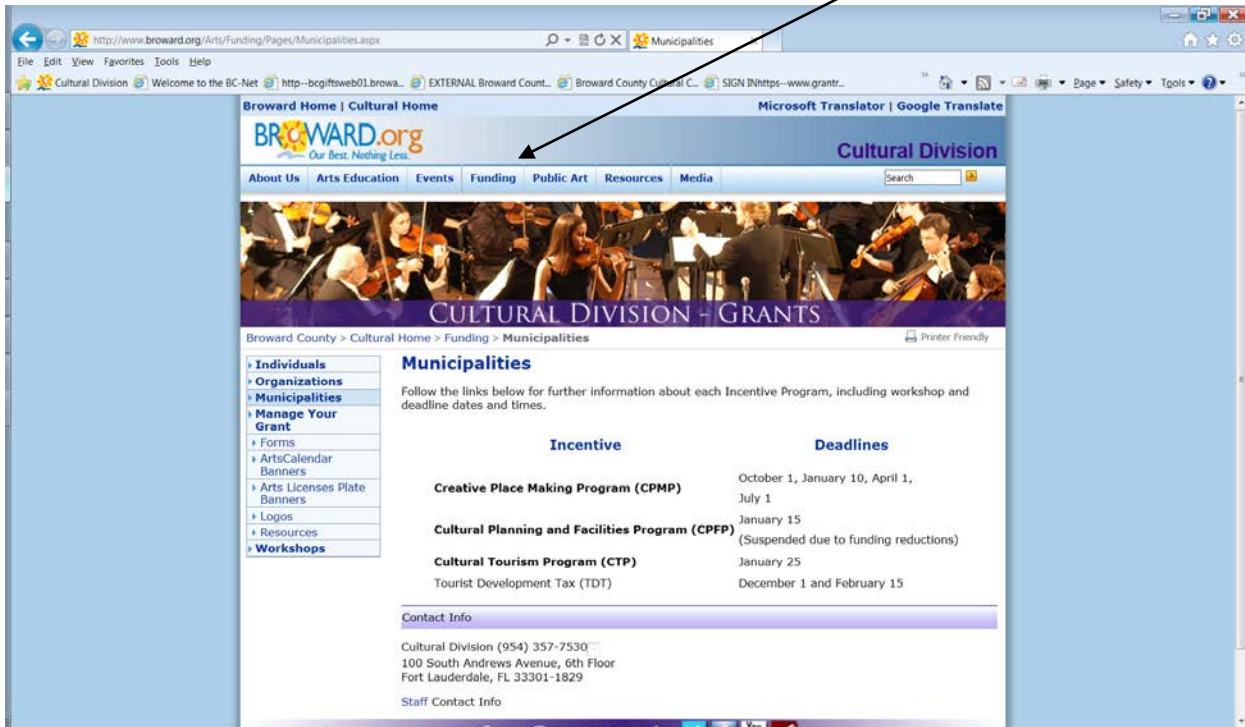 http://www.broward.org/Arts/Funding/Pages/Municipalities.aspx
Municipalities
File Edit View Favorites Tools Help
Cultural Division Welcome to the BC-Net http--bcgiftsweb01.browa... EXTERNAL Broward Count... Broward County Cultural C... SIGN INhttps--www.grantr... Page Safety Tools
Broward Home | Cultural Home Microsoft Translator | Google Translate
BROWARD.org
Our Best. Nothing Less.
Cultural Division
About Us Arts Education Events Funding Public Art Resources Media Search
CULTURAL DIVISION - GRANTS
Broward County > Cultural Home > Funding > Municipalities Printer Friendly
Individuals
Organizations
Municipalities
Manage Your
Grant
Forms
ArtsCalendar
Banners
Arts Licenses Plate
Banners
Logos
Resources
Workshops
Municipalities
Follow the links below for further information about each Incentive Program, including workshop and
deadline dates and times.
Incentive Deadlines
Creative Place Making Program (CPMP) October 1, January 10, April 1,
July 1
Cultural Planning and Facilities Program (CPFP) January 15
(Suspended due to funding reductions)
Cultural Tourism Program (CTP) January 25
Tourist Development Tax (TDT) December 1 and February 15
Contact Info
Cultural Division (954) 357-7530
100 South Andrews Avenue, 6th Floor
Fort Lauderdale, FL 33301-1829
Staff Contact Info